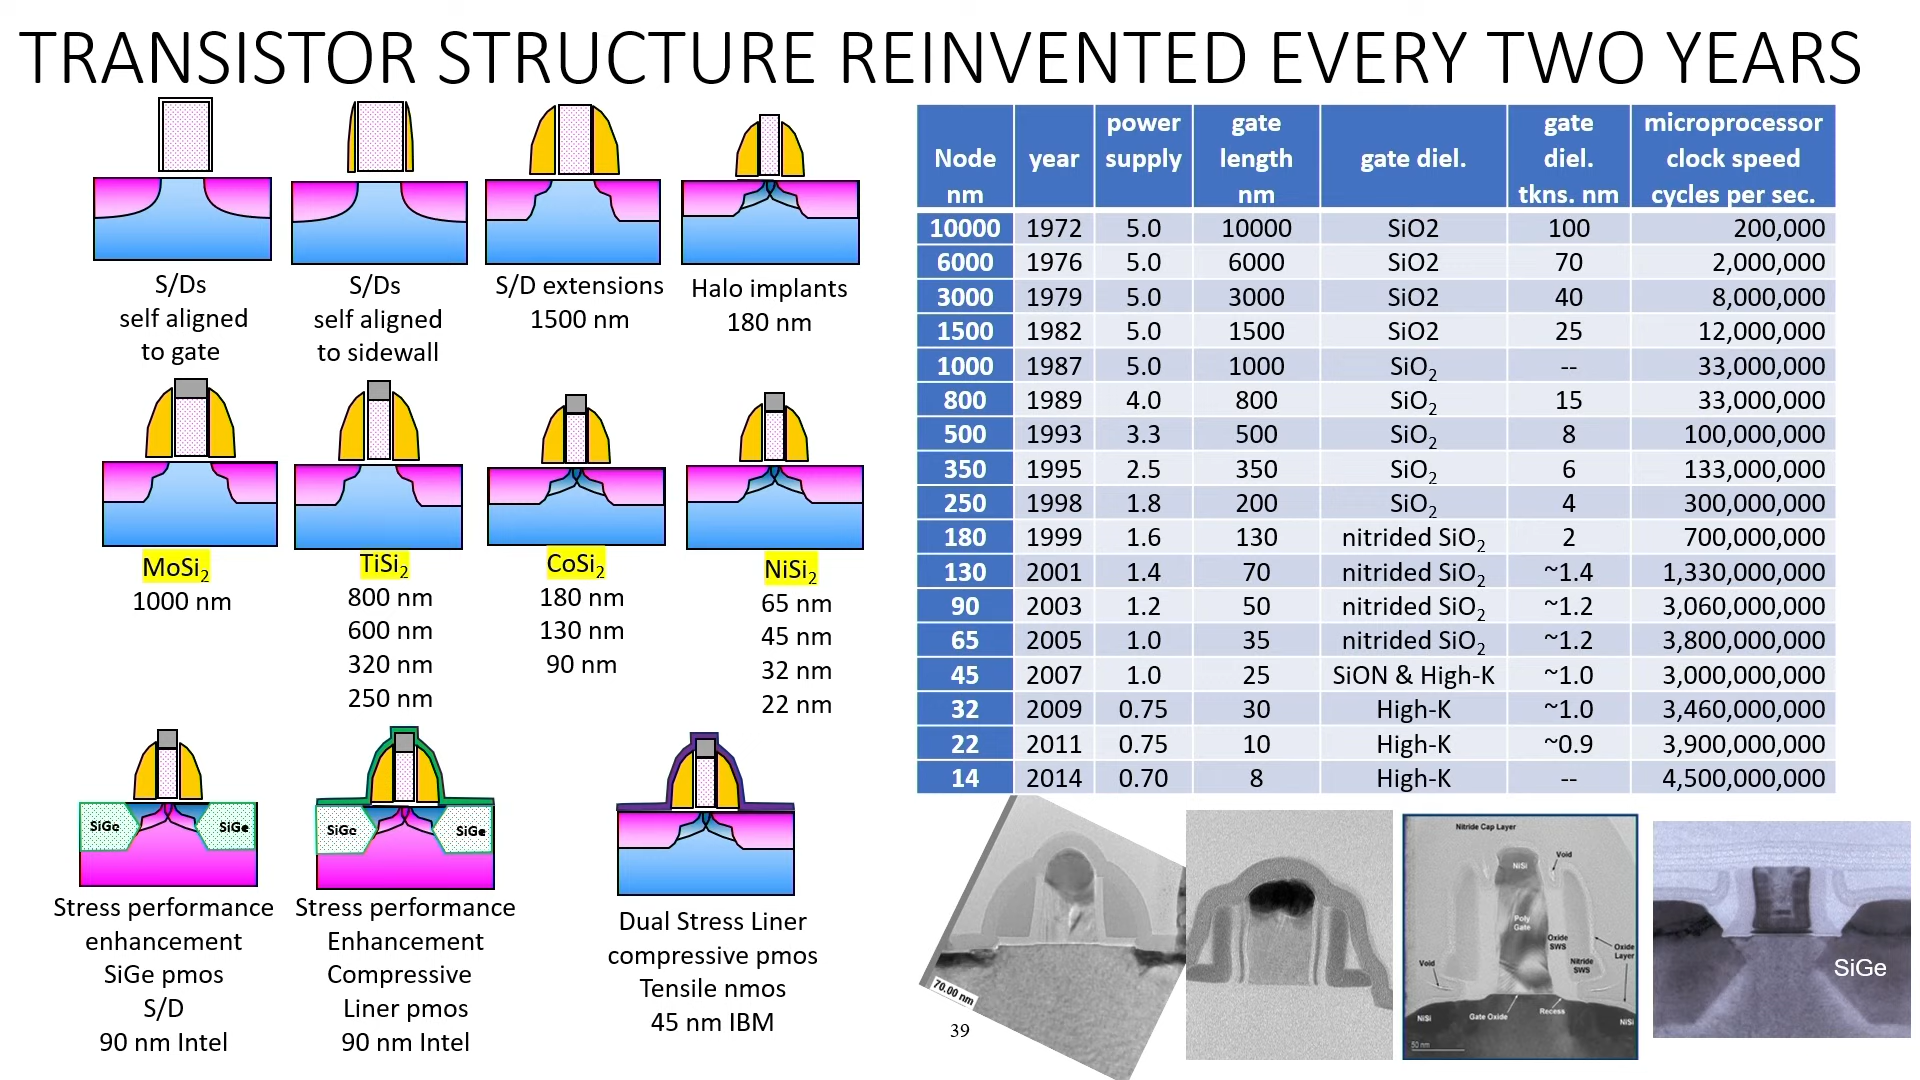 TRANSISTOR STRUCTURE REINVENTED EVERY TWO YEARS
S/Ds
self aligned
to gate
S/Ds
self aligned
to sidewall
S/D extensions
1500 nm
Halo implants
180 nm
MoSi₂
1000 nm
TiSi₂
800 nm
600 nm
320 nm
250 nm
CoSi₂
180 nm
130 nm
90 nm
NiSi₂
65 nm
45 nm
32 nm
22 nm
SiGe SiGe
Stress performance
enhancement
SiGe pmos
S/D
90 nm Intel
SiGe SiGe
Stress performance
Enhancement
Compressive
Liner pmos
90 nm Intel
Dual Stress Liner
compressive pmos
Tensile nmos
45 nm IBM
Node nm | year | power supply | gate length nm | gate diel. | gate diel. tkns. nm | microprocessor clock speed cycles per sec.
10000 1972 5.0 10000 SiO2 100 200,000
6000 1976 5.0 6000 SiO2 70 2,000,000
3000 1979 5.0 3000 SiO2 40 8,000,000
1500 1982 5.0 1500 SiO2 25 12,000,000
1000 1987 5.0 1000 SiO₂ -- 33,000,000
800 1989 4.0 800 SiO₂ 15 33,000,000
500 1993 3.3 500 SiO₂ 8 100,000,000
350 1995 2.5 350 SiO₂ 6 133,000,000
250 1998 1.8 200 SiO₂ 4 300,000,000
180 1999 1.6 130 nitrided SiO₂ 2 700,000,000
130 2001 1.4 70 nitrided SiO₂ ~1.4 1,330,000,000
90 2003 1.2 50 nitrided SiO₂ ~1.2 3,060,000,000
65 2005 1.0 35 nitrided SiO₂ ~1.2 3,800,000,000
45 2007 1.0 25 SiON & High-K ~1.0 3,000,000,000
32 2009 0.75 30 High-K ~1.0 3,460,000,000
22 2011 0.75 10 High-K ~0.9 3,900,000,000
14 2014 0.70 8 High-K -- 4,500,000,000
70.00 nm
39
Nitride Cap Layer
NiSi
Void
Poly
Gate
Oxide
SWS
Nitride
SWS
Oxide
Layer
Void
NiSi
Gate Oxide
Recess
NiSi
50 nm
SiGe